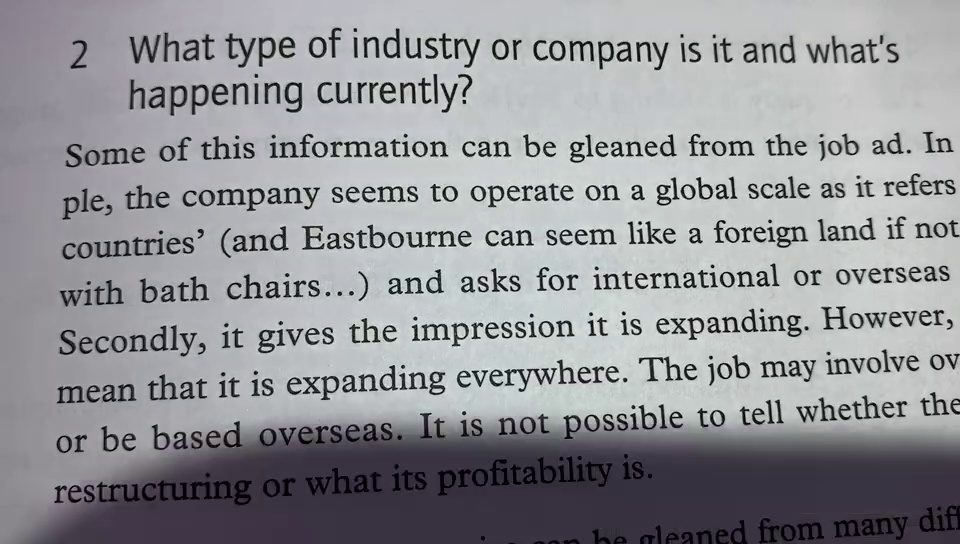 2 What type of industry or company is it and what's
happening currently?
Some of this information can be gleaned from the job ad. In
ple, the company seems to operate on a global scale as it refers
countries' (and Eastbourne can seem like a foreign land if not
with bath chairs...) and asks for international or overseas
Secondly, it gives the impression it is expanding. However,
mean that it is expanding everywhere. The job may involve ov
or be based overseas. It is not possible to tell whether the
restructuring or what its profitability is.
can be gleaned from many diff